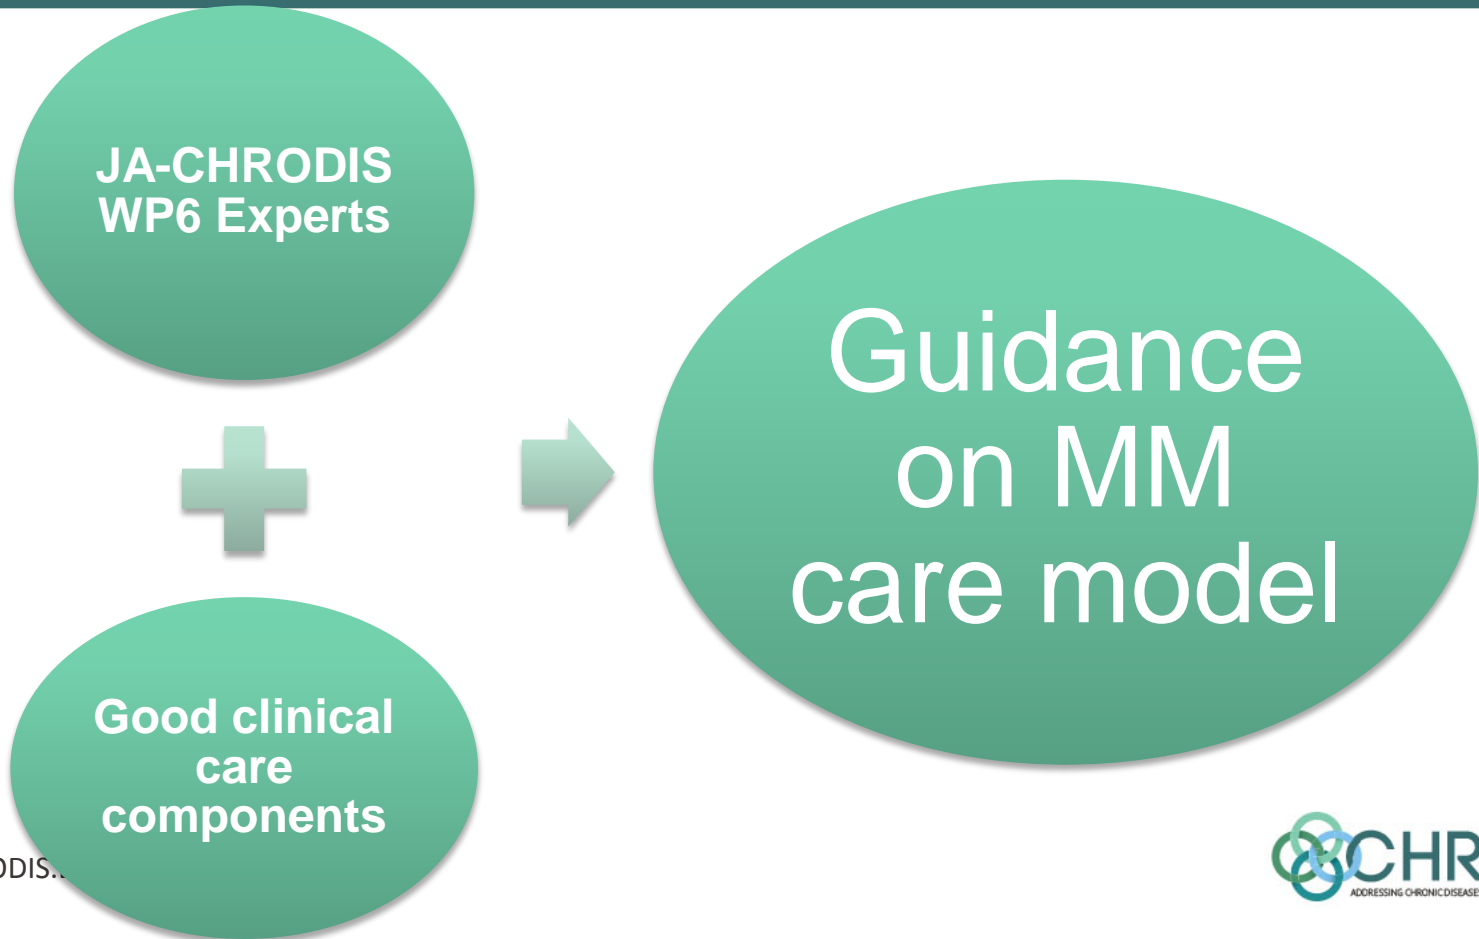 JA-CHRODIS
WP6 Experts
Guidance
on MM
care model
Good clinical
care
components
CHR
ADDRESSING CHRONIC DISEASES